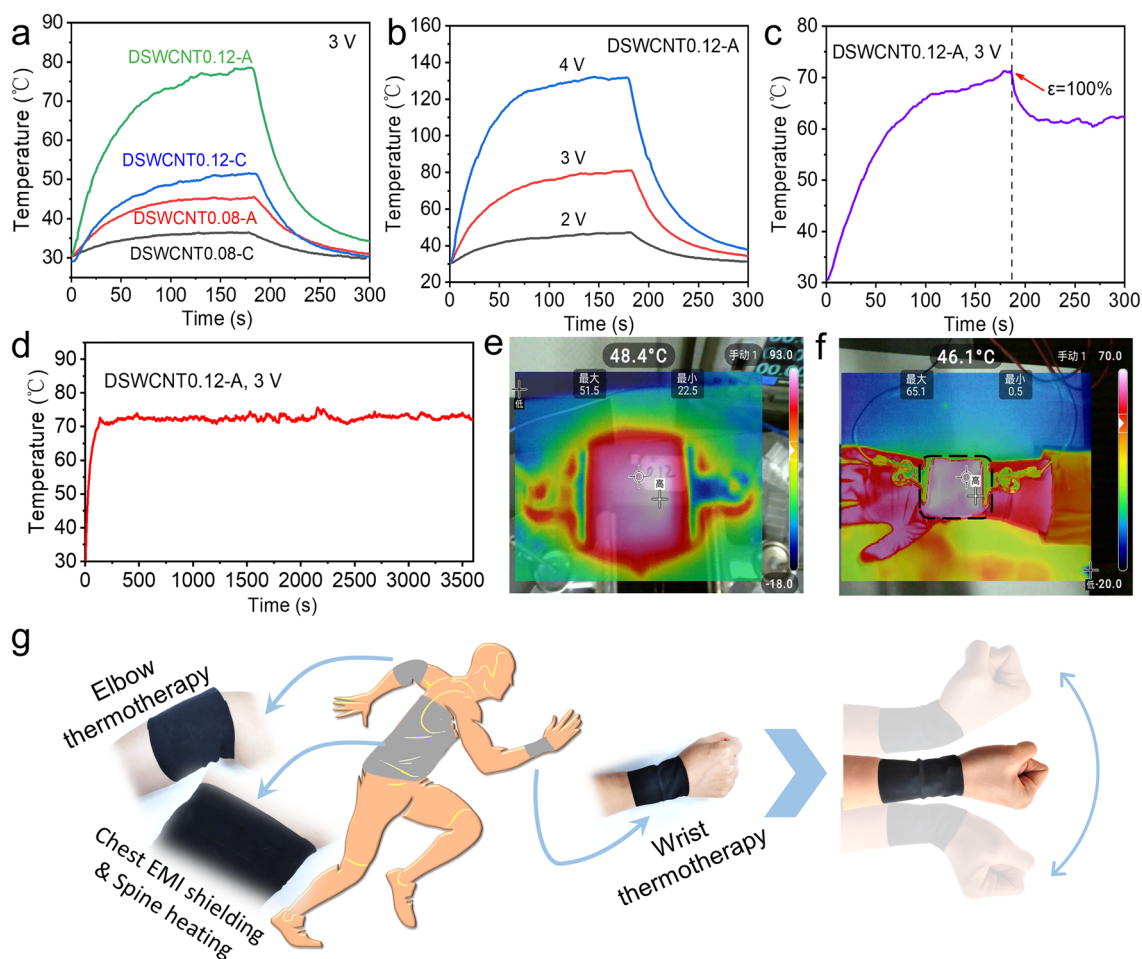 a
90
80
70
60
50
40
30
Temperature (℃)
3 V
DSWCNT0.12-A
DSWCNT0.12-C
DSWCNT0.08-A
DSWCNT0.08-C
0 50 100 150 200 250 300
Time (s)
b
160
140
120
100
80
60
40
20
Temperature (℃)
DSWCNT0.12-A
4 V
3 V
2 V
0 50 100 150 200 250 300
Time (s)
c
80
70
60
50
40
30
Temperature (℃)
DSWCNT0.12-A, 3 V
ε=100%
0 50 100 150 200 250 300
Time (s)
d
90
80
70
60
50
40
30
Temperature (℃)
DSWCNT0.12-A, 3 V
0 500 1000 1500 2000 2500 3000 3500
Time (s)
e
48.4°C
手动 1 93.0
最大
51.5
最小
22.5
低
0.12
高
-18.0
f
46.1°C
手动 1 70.0
最大
65.1
最小
0.5
高
低
-20.0
g
Elbow
thermotherapy
Chest EMI shielding
& Spine heating
Wrist
thermotherapy